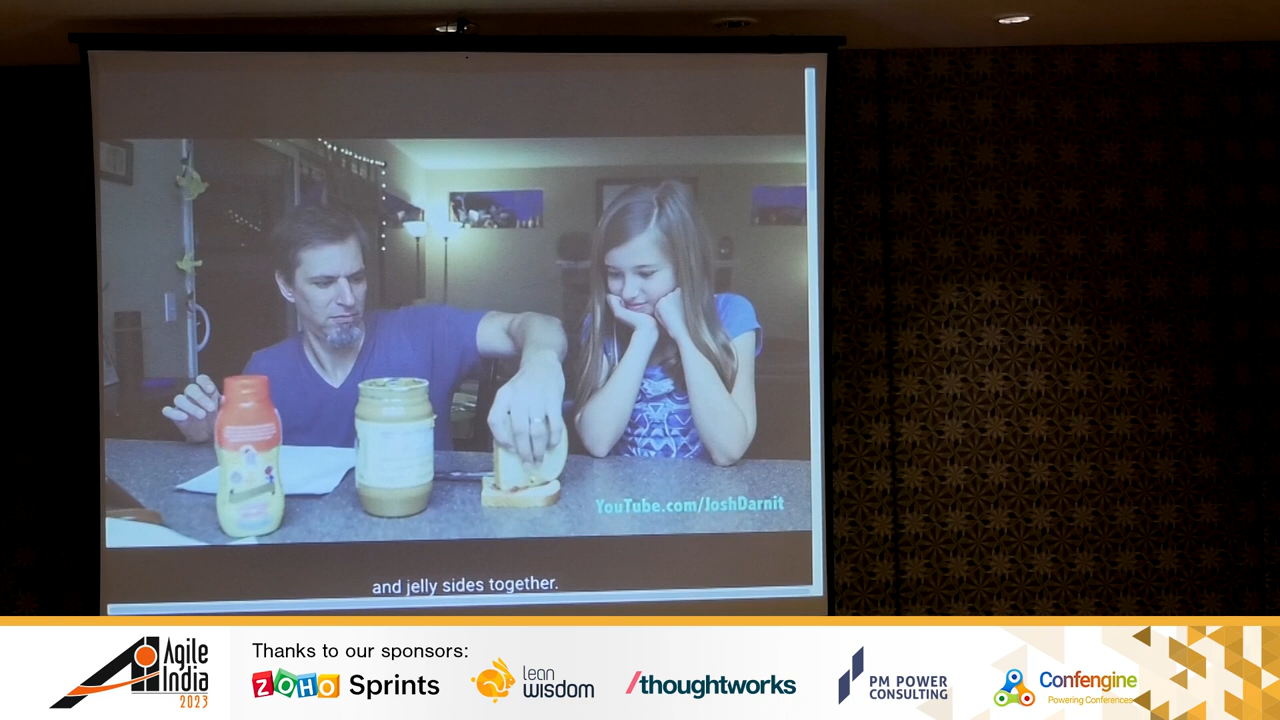 YouTube.com/JoshDarnit
and jelly sides together.
Agile
India
2023
Thanks to our sponsors:
ZOHO Sprints
lean
wisdom
/thoughtworks
PM POWER
CONSULTING
Confengine
Powering Conferences